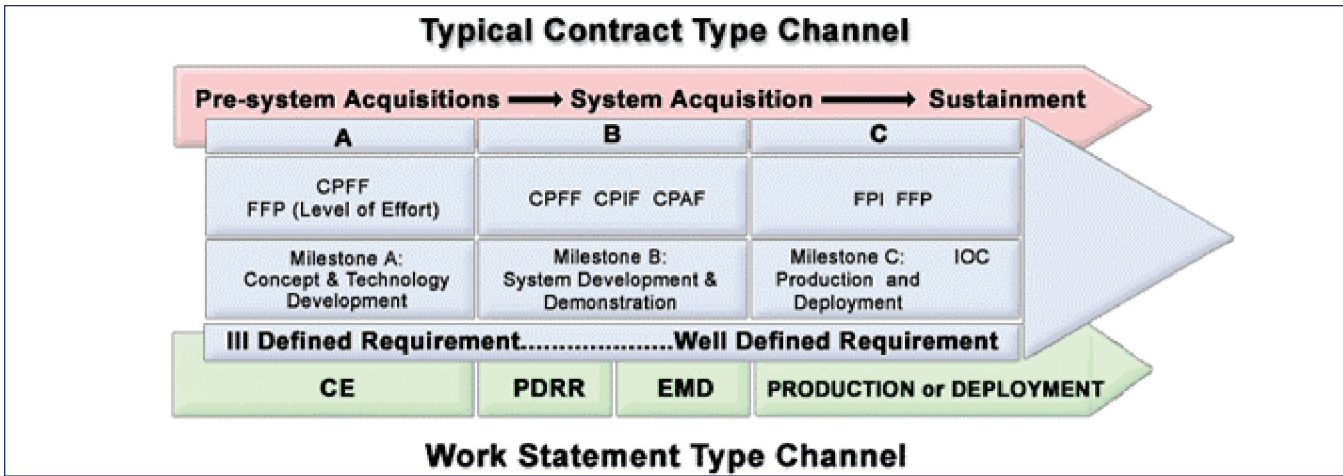 Typical Contract Type Channel
Pre-system Acquisitions ⟶ System Acquisition ⟶ Sustainment
A B C
CPFF
FFP (Level of Effort)
CPFF CPIF CPAF
FPI FFP
Milestone A:
Concept & Technology
Development
Milestone B:
System Development &
Demonstration
Milestone C: IOC
Production and
Deployment
Ill Defined Requirement.....................Well Defined Requirement
CE PDRR EMD PRODUCTION or DEPLOYMENT
Work Statement Type Channel